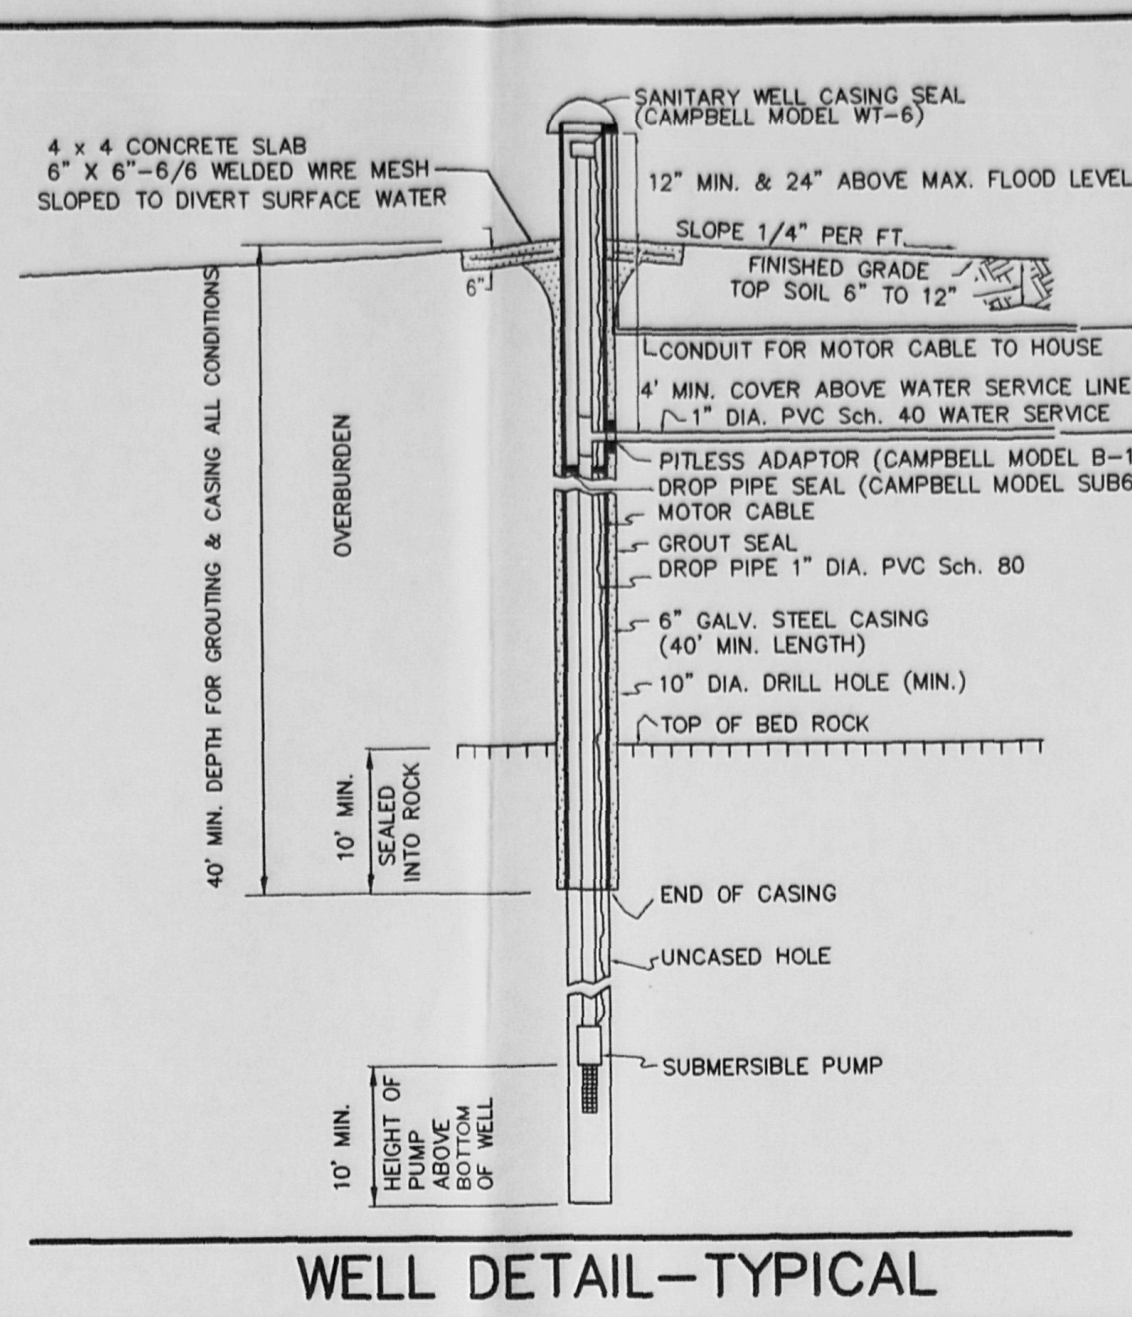 SANITARY WELL CASING SEAL
(CAMPBELL MODEL WT-6)
4 x 4 CONCRETE SLAB
6" X 6"-6/6 WELDED WIRE MESH
SLOPED TO DIVERT SURFACE WATER
12" MIN. & 24" ABOVE MAX. FLOOD LEVEL
SLOPE 1/4" PER FT.
FINISHED GRADE
TOP SOIL 6" TO 12"
6"
CONDUIT FOR MOTOR CABLE TO HOUSE
4' MIN. COVER ABOVE WATER SERVICE LINE
1" DIA. PVC Sch. 40 WATER SERVICE
PITLESS ADAPTOR (CAMPBELL MODEL B-1
DROP PIPE SEAL (CAMPBELL MODEL SUB6
MOTOR CABLE
GROUT SEAL
DROP PIPE 1" DIA. PVC Sch. 80
6" GALV. STEEL CASING
(40' MIN. LENGTH)
10" DIA. DRILL HOLE (MIN.)
TOP OF BED ROCK
40' MIN. DEPTH FOR GROUTING & CASING ALL CONDITIONS
OVERBURDEN
10' MIN.
SEALED
INTO ROCK
END OF CASING
UNCASED HOLE
SUBMERSIBLE PUMP
10' MIN.
HEIGHT OF
PUMP
ABOVE
BOTTOM
OF WELL
WELL DETAIL-TYPICAL